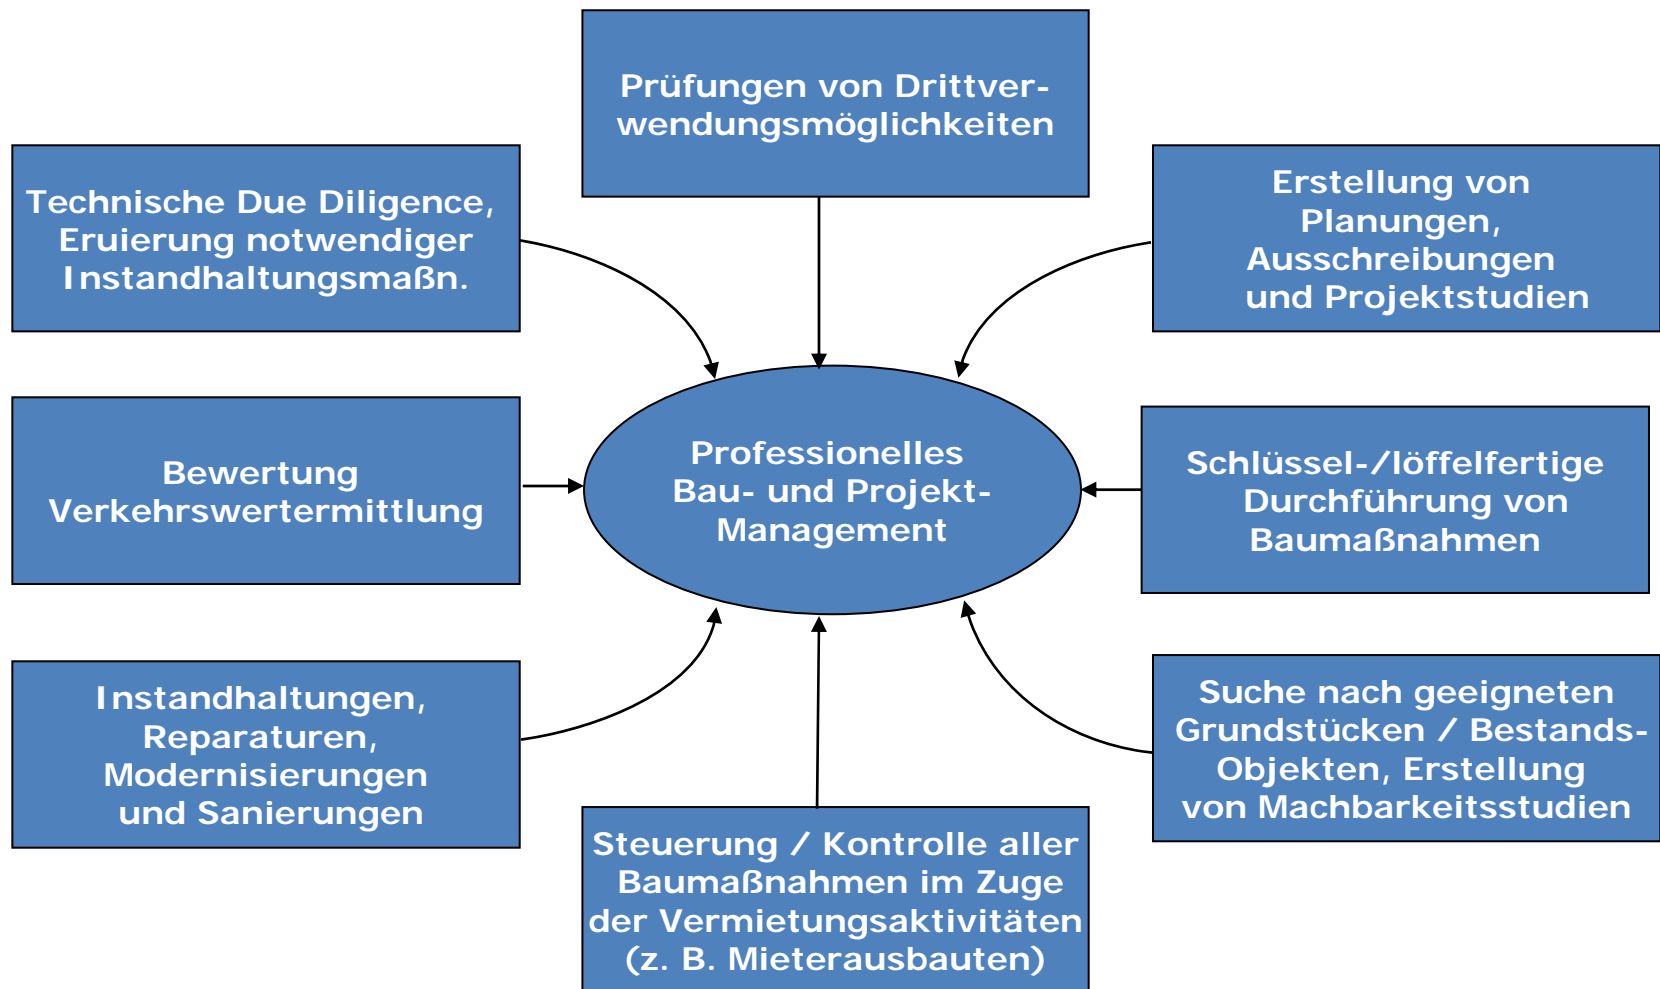 Prüfungen von Drittver-
wendungsmöglichkeiten
Technische Due Diligence,
Eruierung notwendiger
Instandhaltungsmaßn.
Erstellung von
Planungen,
Ausschreibungen
und Projektstudien
Bewertung
Verkehrswertermittlung
Professionelles
Bau- und Projekt-
Management
Schlüssel-/löffelfertige
Durchführung von
Baumaßnahmen
Instandhaltungen,
Reparaturen,
Modernisierungen
und Sanierungen
Steuerung / Kontrolle aller
Baumaßnahmen im Zuge
der Vermietungsaktivitäten
(z. B. Mieterausbauten)
Suche nach geeigneten
Grundstücken / Bestands-
Objekten, Erstellung
von Machbarkeitsstudien